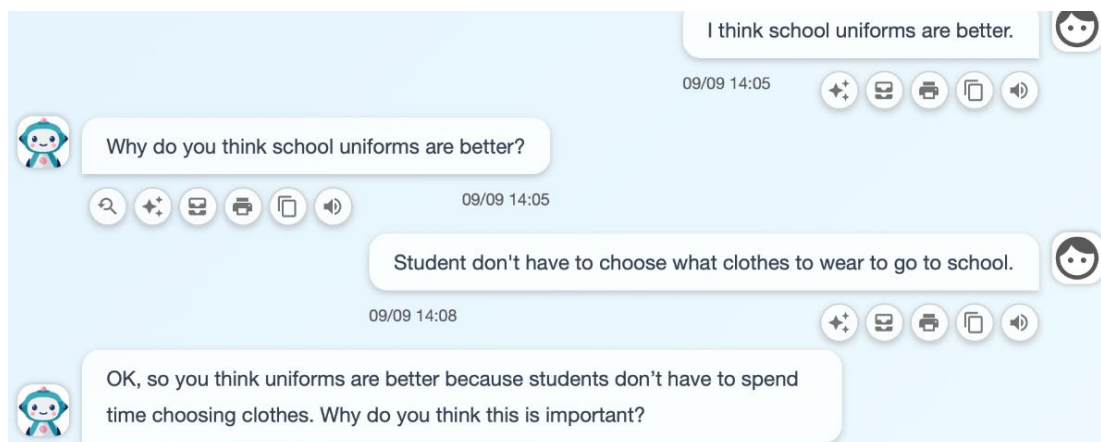 I think school uniforms are better.
09/09 14:05
Why do you think school uniforms are better?
09/09 14:05
Student don't have to choose what clothes to wear to go to school.
09/09 14:08
OK, so you think uniforms are better because students don’t have to spend
time choosing clothes. Why do you think this is important?